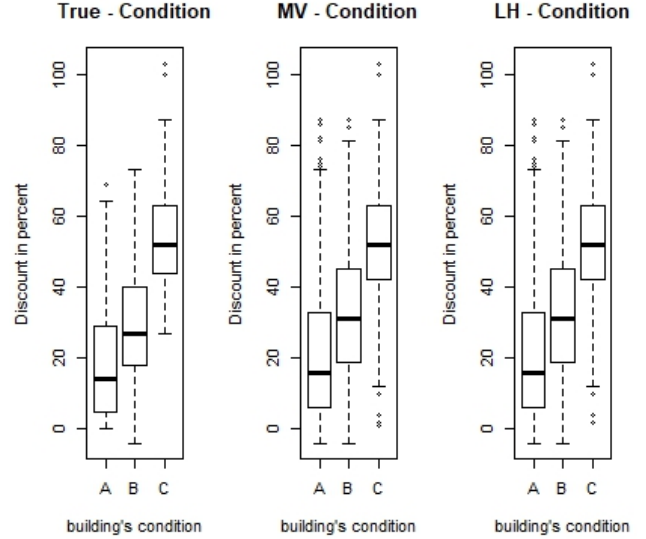 True - Condition
MV - Condition
LH - Condition
Discount in percent
100
80
60
40
20
0
A B C
building's condition
Discount in percent
100
80
60
40
20
0
A B C
building's condition
Discount in percent
100
80
60
40
20
0
A B C
building's condition